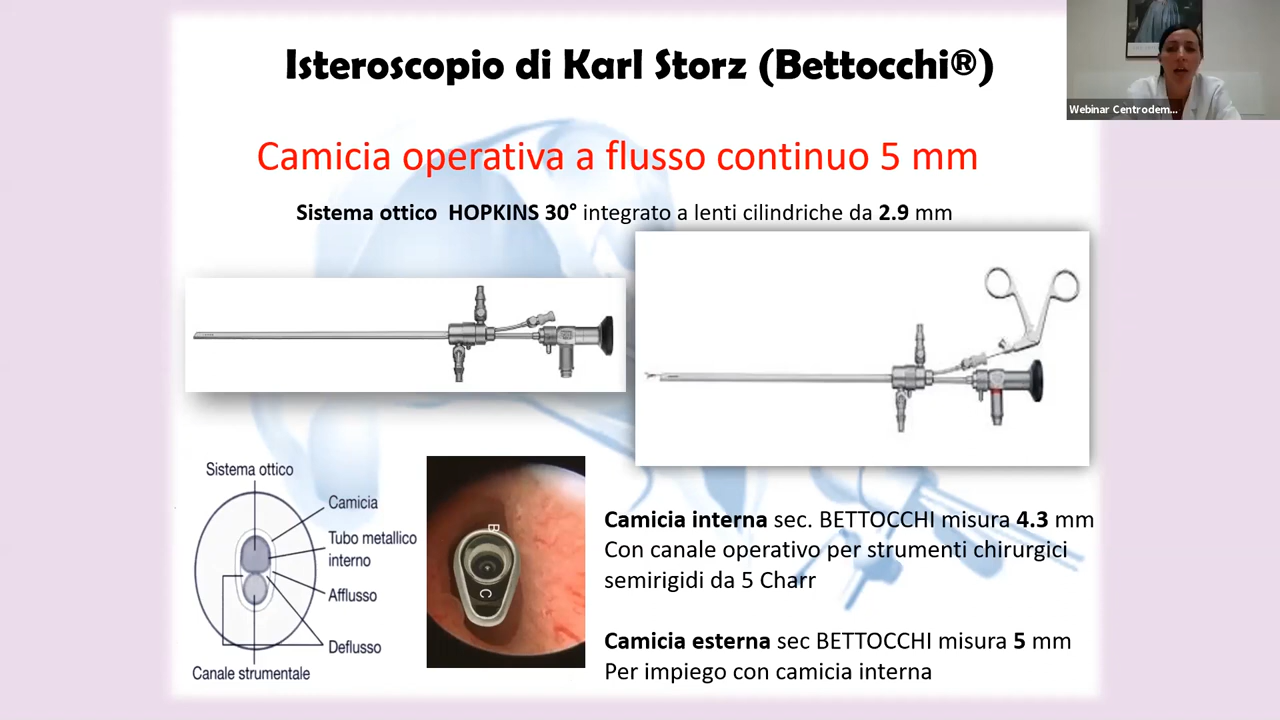 Isteroscopio di Karl Storz (Bettocchi®)
Webinar Centrodem...
Camicia operativa a flusso continuo 5 mm
Sistema ottico HOPKINS 30° integrato a lenti cilindriche da 2.9 mm
Sistema ottico
Camicia
Tubo metallico
interno
Afflusso
Deflusso
Canale strumentale
B
C
Camicia interna sec. BETTOCCHI misura 4.3 mm
Con canale operativo per strumenti chirurgici
semirigidi da 5 Charr
Camicia esterna sec BETTOCCHI misura 5 mm
Per impiego con camicia interna